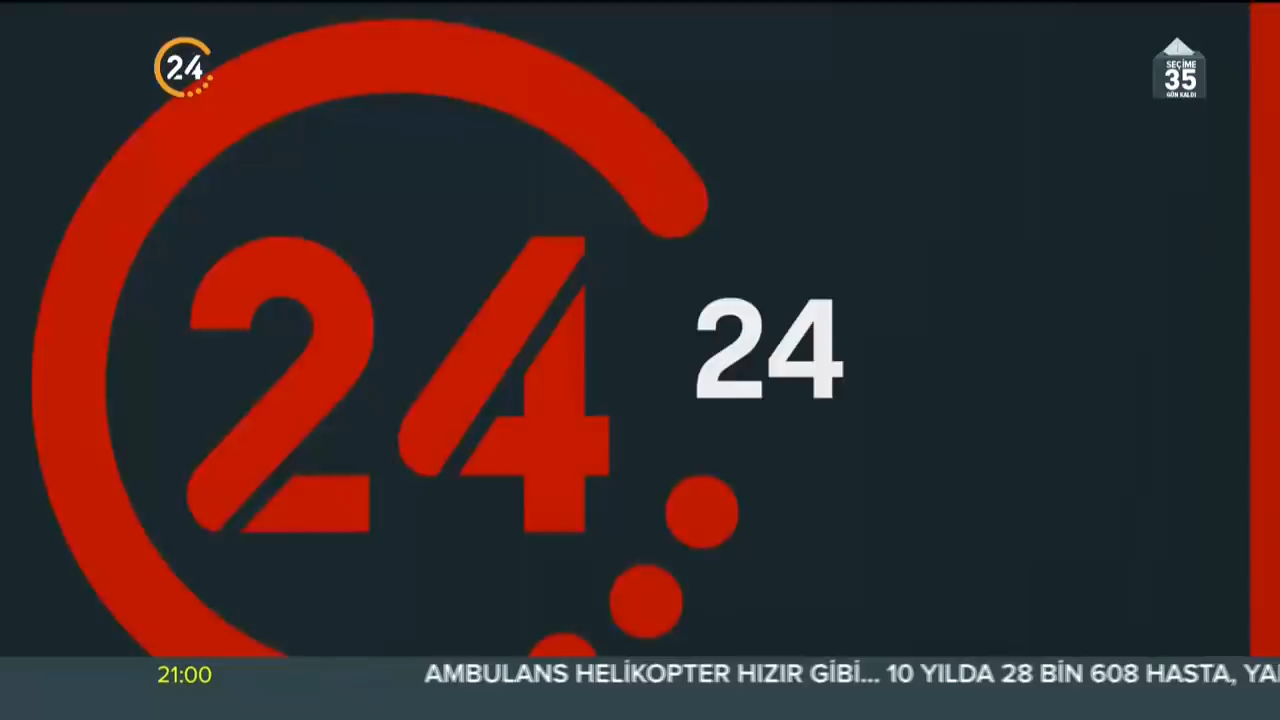 24
SEÇİME
35
GÜN KALDI
24
24
21:00
AMBULANS HELİKOPTER HIZIR GİBİ... 10 YILDA 28 BİN 608 HASTA,